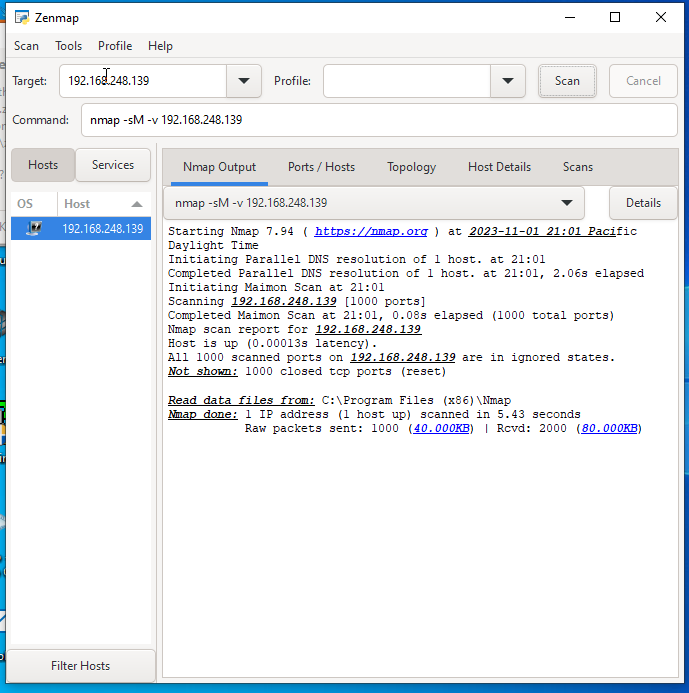 Zenmap
Scan Tools Profile Help
Target: 192.168.248.139 Profile: Scan Cancel
Command: nmap -sM -v 192.168.248.139
Hosts Services
OS Host
192.168.248.139
Filter Hosts
Nmap Output Ports / Hosts Topology Host Details Scans
nmap -sM -v 192.168.248.139 Details
Starting Nmap 7.94 ( https://nmap.org ) at 2023-11-01 21:01 Pacific
Daylight Time
Initiating Parallel DNS resolution of 1 host. at 21:01
Completed Parallel DNS resolution of 1 host. at 21:01, 2.06s elapsed
Initiating Maimon Scan at 21:01
Scanning 192.168.248.139 [1000 ports]
Completed Maimon Scan at 21:01, 0.08s elapsed (1000 total ports)
Nmap scan report for 192.168.248.139
Host is up (0.00013s latency).
All 1000 scanned ports on 192.168.248.139 are in ignored states.
Not shown: 1000 closed tcp ports (reset)
Read data files from: C:\Program Files (x86)\Nmap
Nmap done: 1 IP address (1 host up) scanned in 5.43 seconds
Raw packets sent: 1000 (40.000KB) | Rcvd: 2000 (80.000KB)